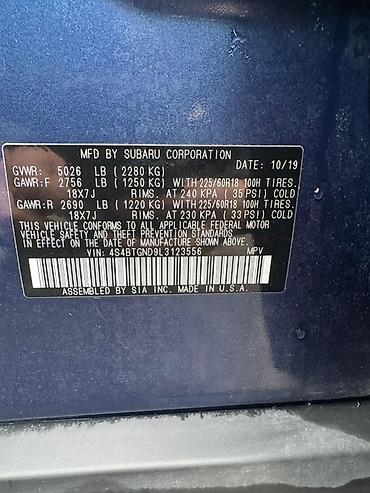 MFD BY SUBARU CORPORATION DATE: 10/19
GVWR: 5026 LB (2280 KG)
GAWR:F 2756 LB (1250 KG) WITH 225/60R18 100H TIRES,
18X7J RIMS, AT 240 KPA (35 PSI) COLD
GAWR:R 2690 LB (1220 KG) WITH 225/60R18 100H TIRES,
18X7J RIMS, AT 230 KPA (33 PSI) COLD
THIS VEHICLE CONFORMS TO ALL APPLICABLE FEDERAL MOTOR
VEHICLE SAFETY, BUMPER, AND THEFT PREVENTION STANDARDS
IN EFFECT ON THE DATE OF MANUFACTURE SHOWN ABOVE.
VIN: 4S4BTGND9L3123556 MPV
ASSEMBLED BY SIA INC. MADE IN U.S.A.